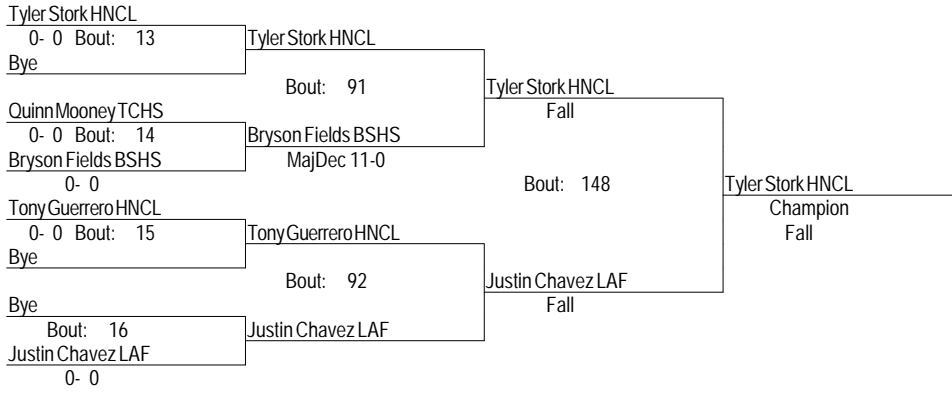 Tyler Stork HNCL
0- 0 Bout: 13
Bye
Tyler Stork HNCL
Bout: 91
Quinn Mooney TCHS
0- 0 Bout: 14
Bryson Fields BSHS
0- 0
Bryson Fields BSHS
MajDec 11-0
Tyler Stork HNCL
Fall
Bout: 148
Tony Guerrero HNCL
0- 0 Bout: 15
Bye
Tony Guerrero HNCL
Bout: 92
Bye
Bout: 16
Justin Chavez LAF
0- 0
Justin Chavez LAF
Justin Chavez LAF
Fall
Tyler Stork HNCL
Champion
Fall